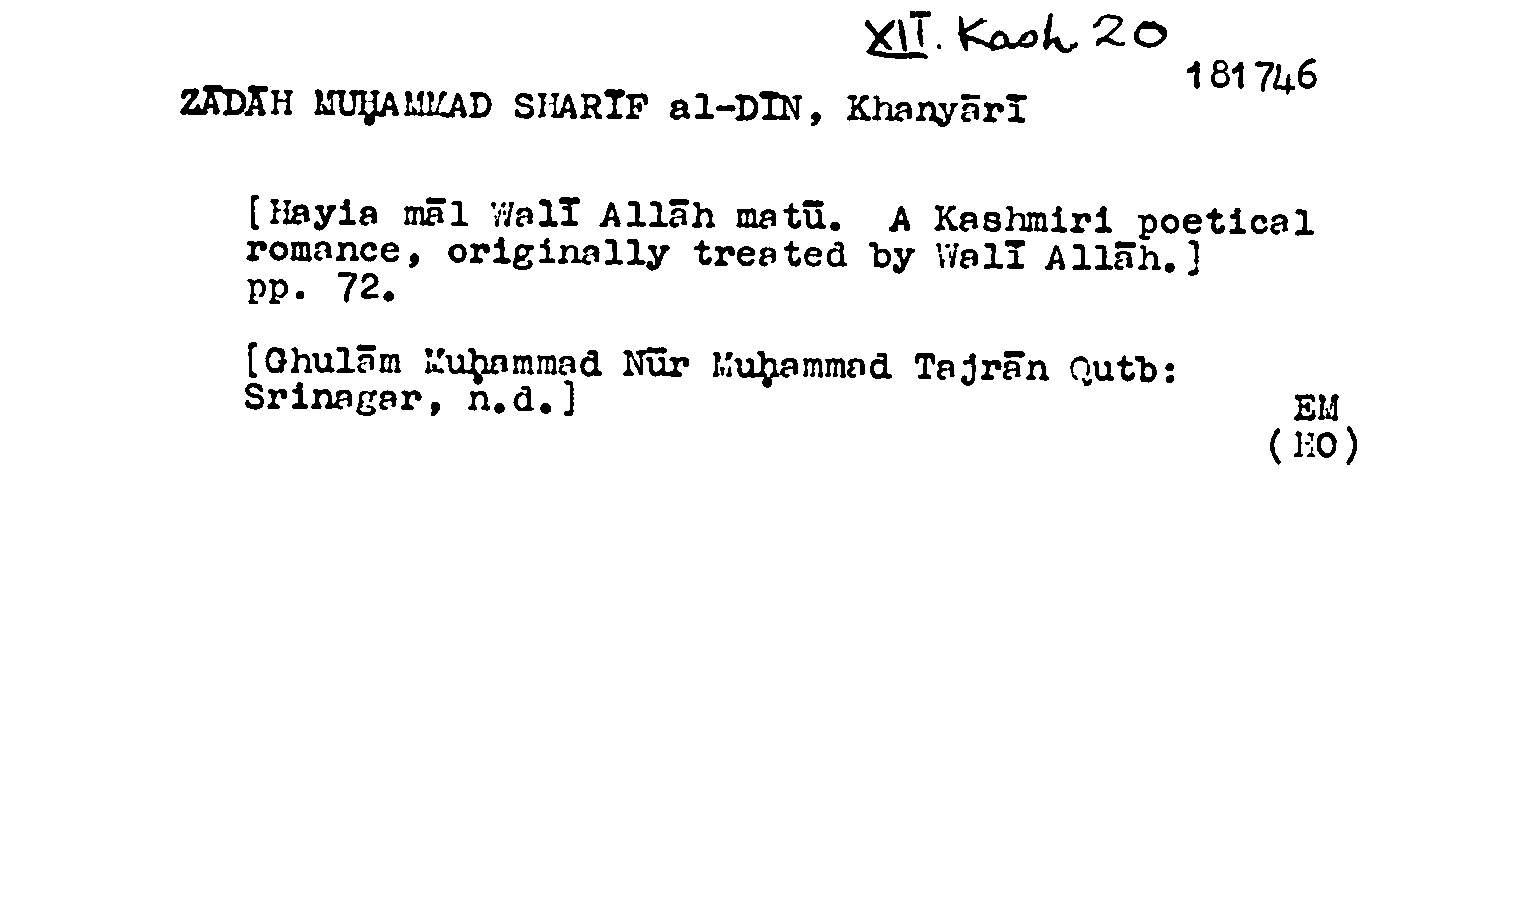 XII. Kash 20
181746
ZĀDĀH MUḤAMMAD SHARĪF al-DĪN, Khanyārī
[Hayia māl Walī Allāh matū. A Kashmiri poetical
romance, originally treated by Walī Allāh.]
pp. 72.
[Ghulām Muḥammad Nūr Muḥammad Tajrān Qutb:
Srinagar, n.d.]
EM
(HO)